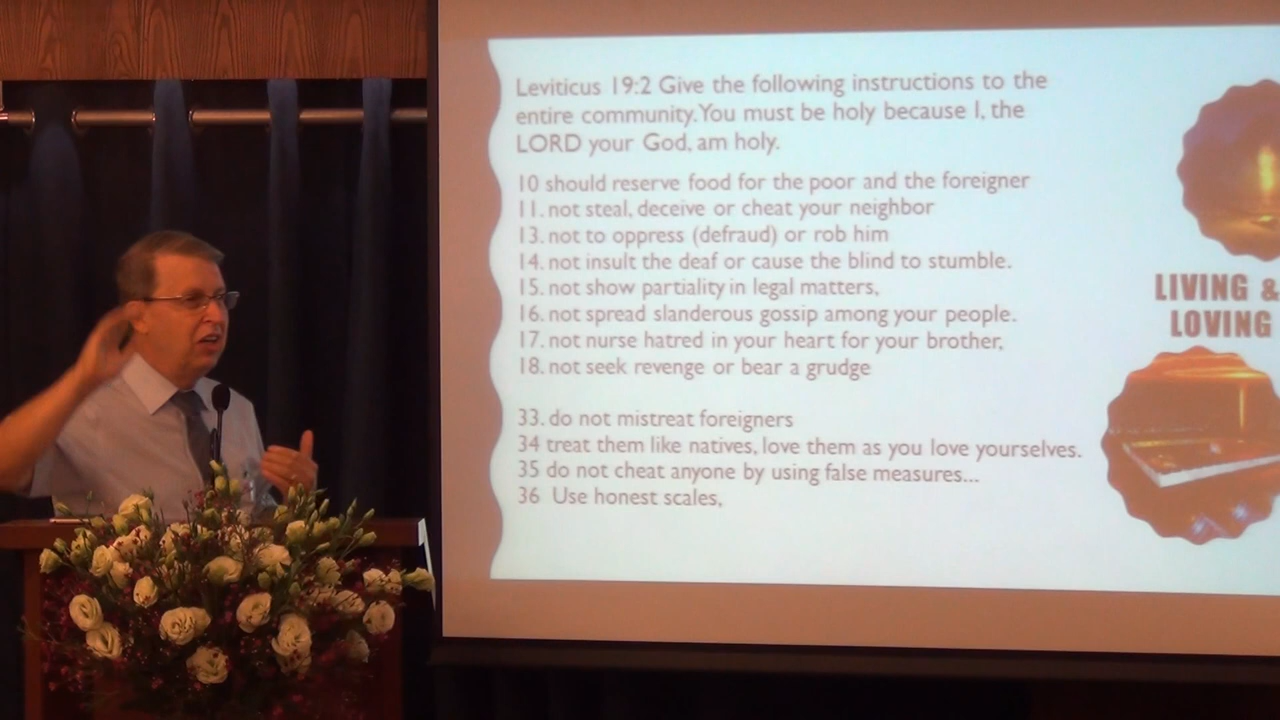 Leviticus 19:2 Give the following instructions to the
entire community. You must be holy because I, the
LORD your God, am holy.
10 should reserve food for the poor and the foreigner
11. not steal, deceive or cheat your neighbor
13. not to oppress (defraud) or rob him
14. not insult the deaf or cause the blind to stumble.
15. not show partiality in legal matters,
16. not spread slanderous gossip among your people.
17. not nurse hatred in your heart for your brother,
18. not seek revenge or bear a grudge
33. do not mistreat foreigners
34 treat them like natives, love them as you love yourselves.
35 do not cheat anyone by using false measures...
36 Use honest scales,
LIVING &
LOVING